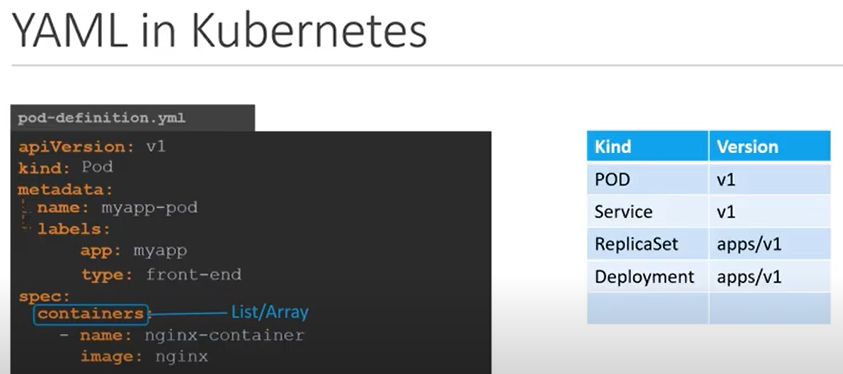 YAML in Kubernetes
pod-definition.yml
apiVersion: v1
kind: Pod
metadata:
name: myapp-pod
labels:
app: myapp
type: front-end
spec:
containers: List/Array
- name: nginx-container
image: nginx
Kind Version
POD v1
Service v1
ReplicaSet apps/v1
Deployment apps/v1